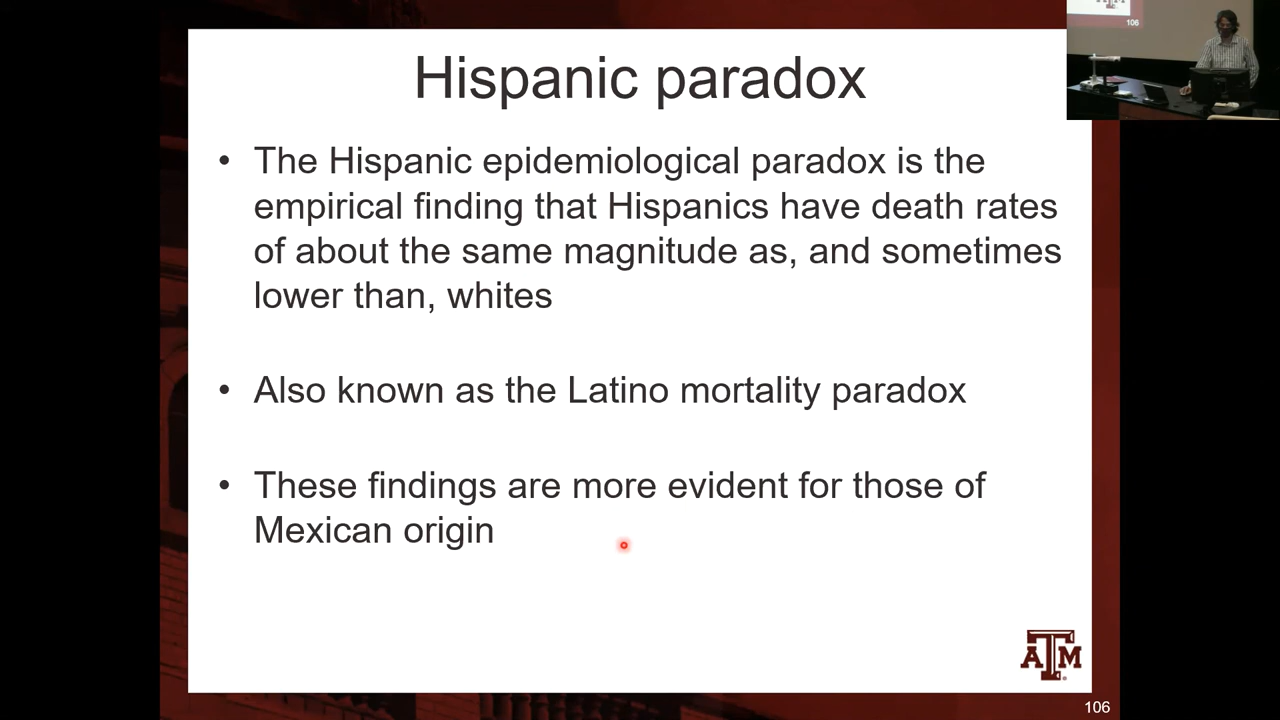 Hispanic paradox
• The Hispanic epidemiological paradox is the
empirical finding that Hispanics have death rates
of about the same magnitude as, and sometimes
lower than, whites
• Also known as the Latino mortality paradox
• These findings are more evident for those of
Mexican origin
ATM
106
106